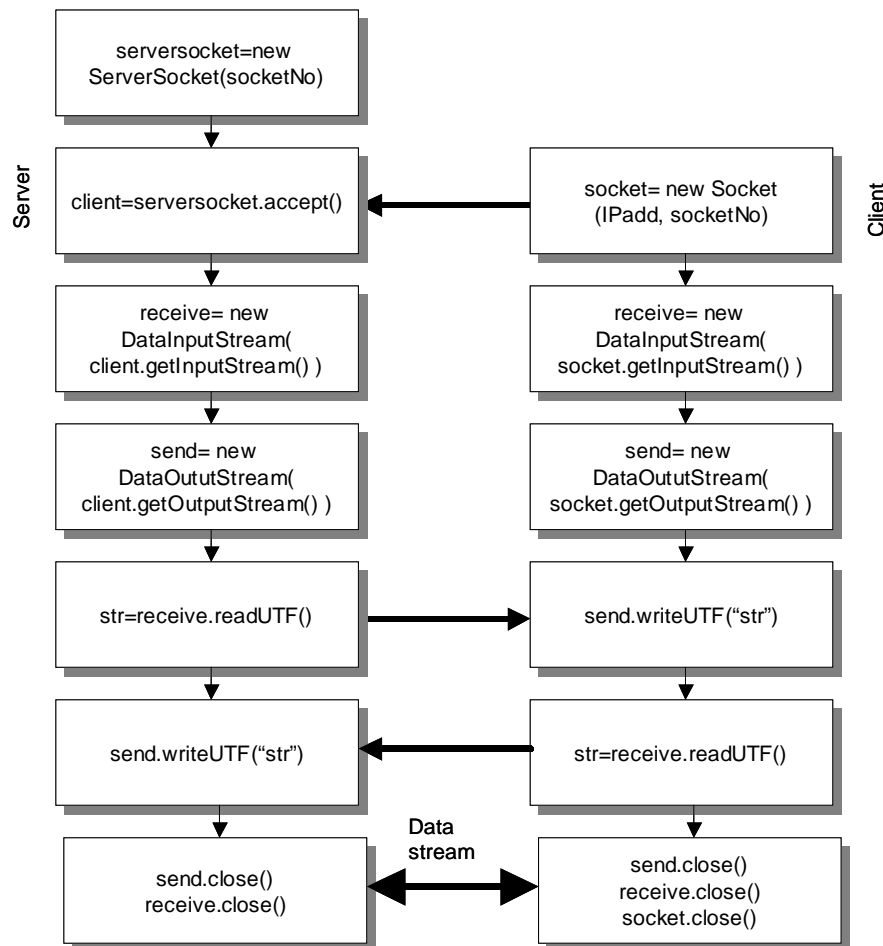 serversocket=new
ServerSocket(socketNo)
Server
client=serversocket.accept()
socket= new Socket
(IPadd, socketNo)
Client
receive= new
DataInputStream(
client.getInputStream() )
receive= new
DataInputStream(
socket.getInputStream() )
send= new
DataOututStream(
client.getOutputStream() )
send= new
DataOututStream(
socket.getOutputStream() )
str=receive.readUTF()
send.writeUTF(“str”)
send.writeUTF(“str”)
str=receive.readUTF()
Data
stream
send.close()
receive.close()
send.close()
receive.close()
socket.close()